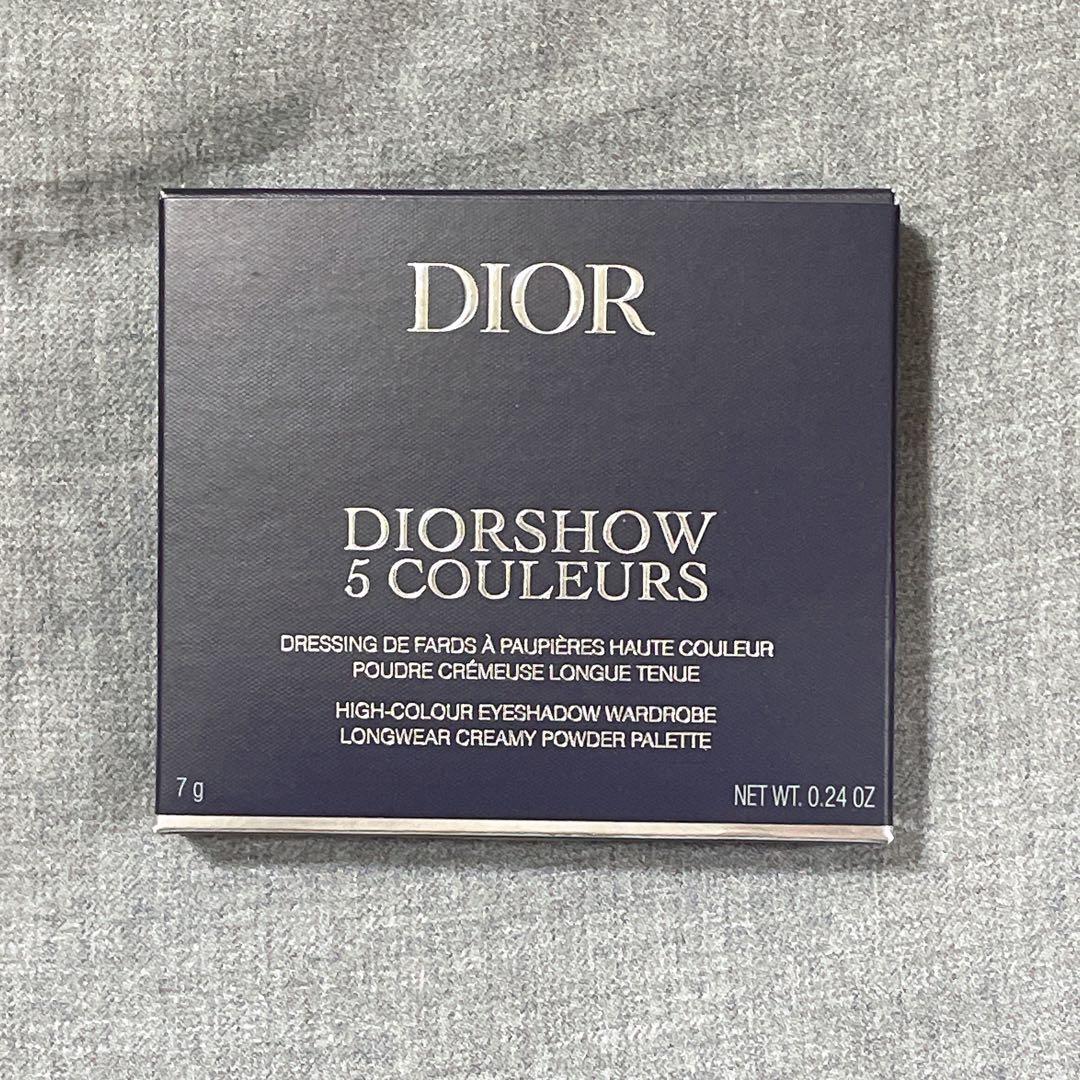 DIOR
DIORSHOW
5 COULEURS
DRESSING DE FARDS À PAUPIÈRES HAUTE COULEUR
POUDRE CRÉMEUSE LONGUE TENUE
HIGH-COLOUR EYESHADOW WARDROBE
LONGWEAR CREAMY POWDER PALETTE
7 g
NET WT. 0.24 OZ